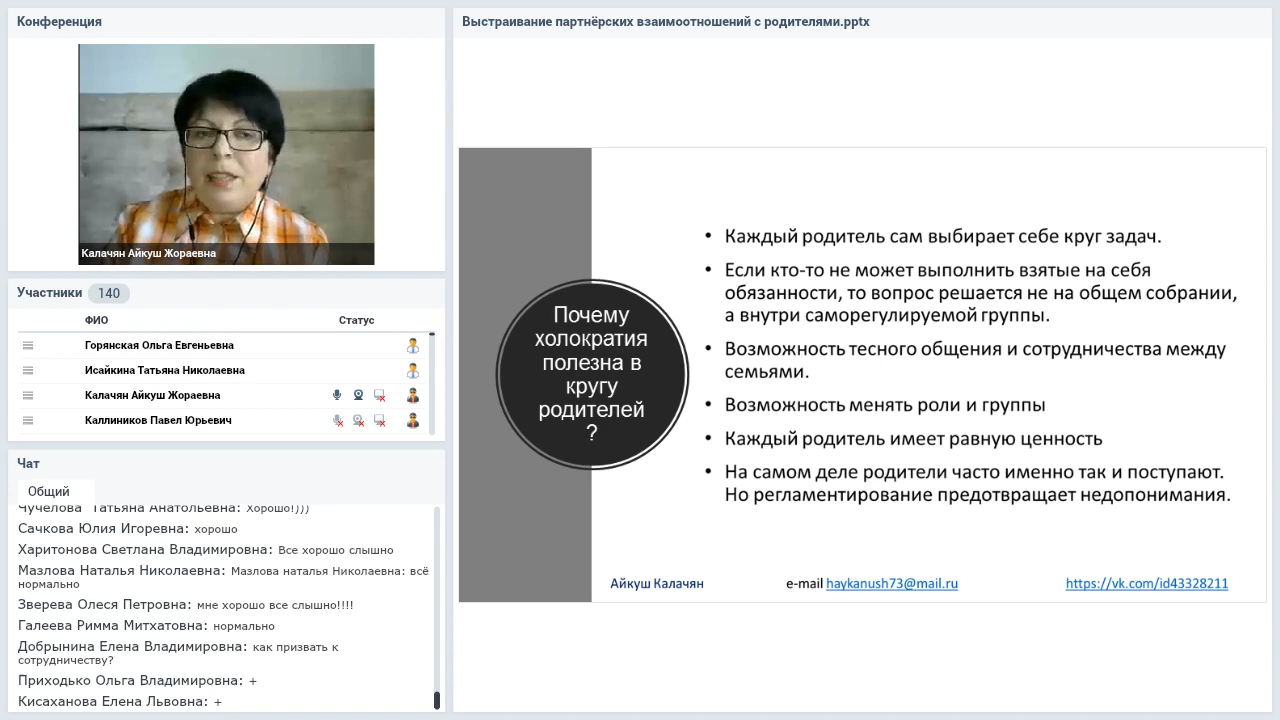 Конференция
Калачян Айкуш Жораевна
Участники 140
ФИО Статус
Горянская Ольга Евгеньевна
Исайкина Татьяна Николаевна
Калачян Айкуш Жораевна
Каллиников Павел Юрьевич
Чат
Общий
Чучелова Татьяна Анатольевна: Хорошо!)))
Сачкова Юлия Игоревна: хорошо
Харитонова Светлана Владимировна: Все хорошо слышно
Мазлова Наталья Николаевна: Мазлова наталья Николаевна: всё
нормально
Зверева Олеся Петровна: мне хорошо все слышно!!!!
Галеева Римма Митхатовна: нормально
Добрынина Елена Владимировна: как призвать к
сотрудничеству?
Приходько Ольга Владимировна: +
Кисаханова Елена Львовна: +
Выстраивание партнёрских взаимоотношений с родителями.pptx
Почему
холократия
полезна в
кругу
родителей
?
• Каждый родитель сам выбирает себе круг задач.
• Если кто-то не может выполнить взятые на себя
обязанности, то вопрос решается не на общем собрании,
а внутри саморегулируемой группы.
• Возможность тесного общения и сотрудничества между
семьями.
• Возможность менять роли и группы
• Каждый родитель имеет равную ценность
• На самом деле родители часто именно так и поступают.
Но регламентирование предотвращает недопонимания.
Айкуш Калачян e-mail haykanush73@mail.ru https://vk.com/id43328211